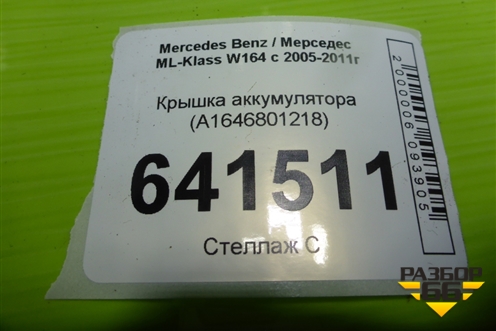 Mercedes Benz / Мерседес
ML-Klass W164 с 2005-2011г
Крышка аккумулятора
(A1646801218)
641511
Стеллаж С
2000006093905
РАЗБОР
66